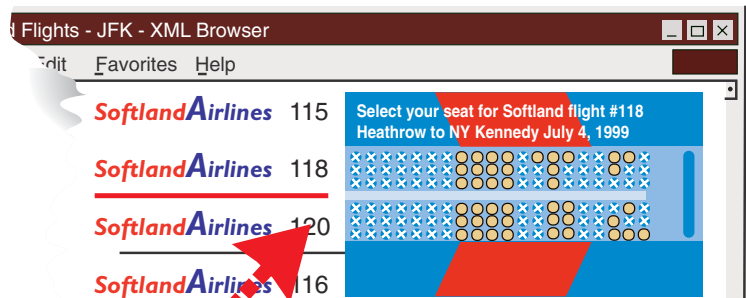 d Flights - JFK - XML Browser
Edit Favorites Help
SoftlandAirlines 115
SoftlandAirlines 118
SoftlandAirlines 120
SoftlandAirlines 116
Select your seat for Softland flight #118
Heathrow to NY Kennedy July 4, 1999